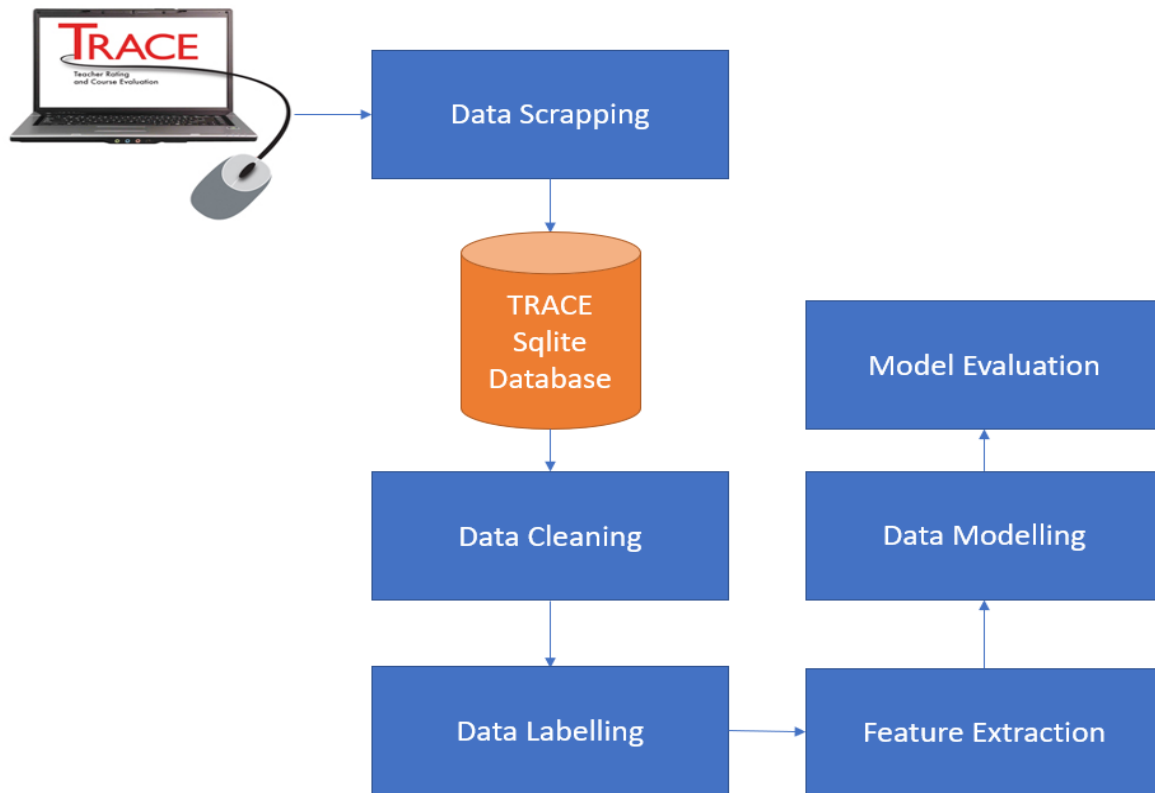 TRACE
Teacher Rating
and Course Evaluation
Data Scrapping
TRACE
Sqlite
Database
Data Cleaning
Data Labelling
Feature Extraction
Data Modelling
Model Evaluation